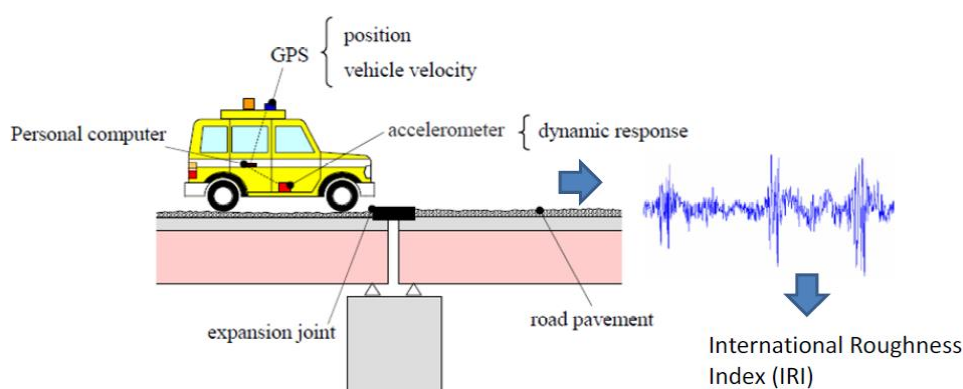 position
GPS
vehicle velocity
Personal computer
accelerometer
dynamic response
expansion joint
road pavement
International Roughness
Index (IRI)